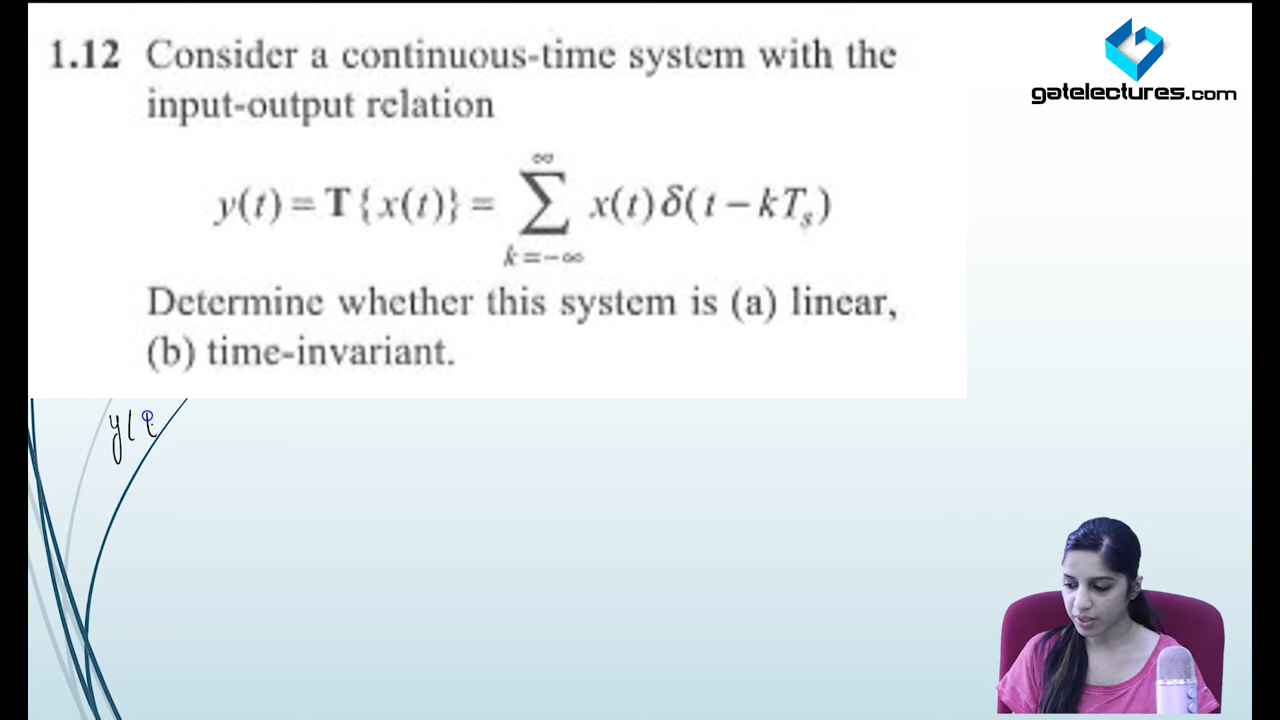 1.12 Consider a continuous-time system with the
input-output relation
y(t) = T{x(t)} = ∑_{k=-∞}^{∞} x(t)δ(t − kT_s)
Determine whether this system is (a) linear,
(b) time-invariant.
y(t
gatelectures.com